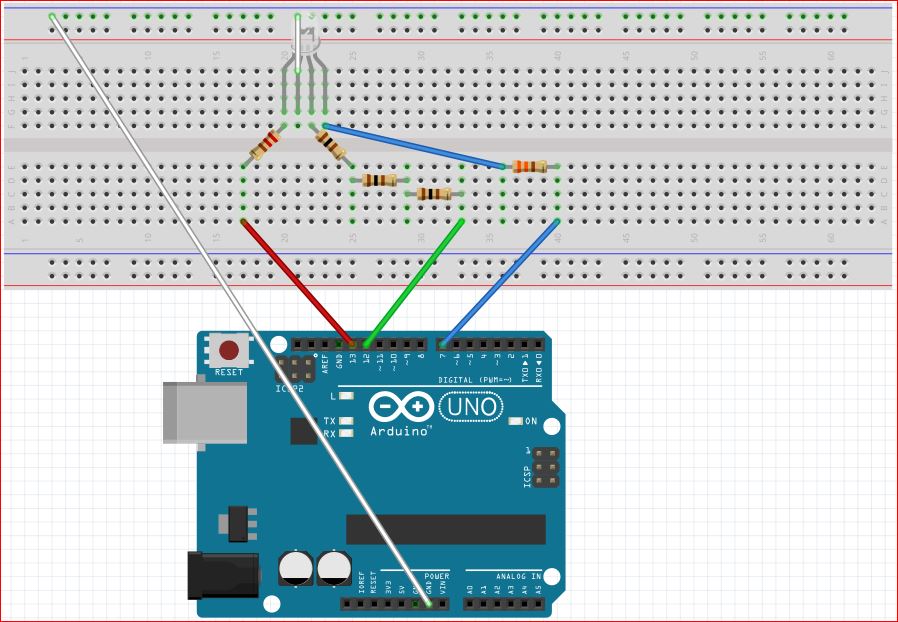 1 5 10 15 20 25 30 35 40 45 50 55 60
J
I
H
G
F
E
D
C
B
A
1 5 10 15 20 25 30 35 40 45 50 55 60
RESET
ICSP2
AREF
GND
13
12
~11
~10
~9
8
7
~6
~5
4
~3
2
TX0▶1
RX0◀0
DIGITAL (PWM=~)
L
TX
RX
UNO
Arduino™
ON
1
ICSP
POWER
ANALOG IN
IOREF
RESET
3V3
5V
GND
VIN
A0
A1
A2
A3
A4
A5